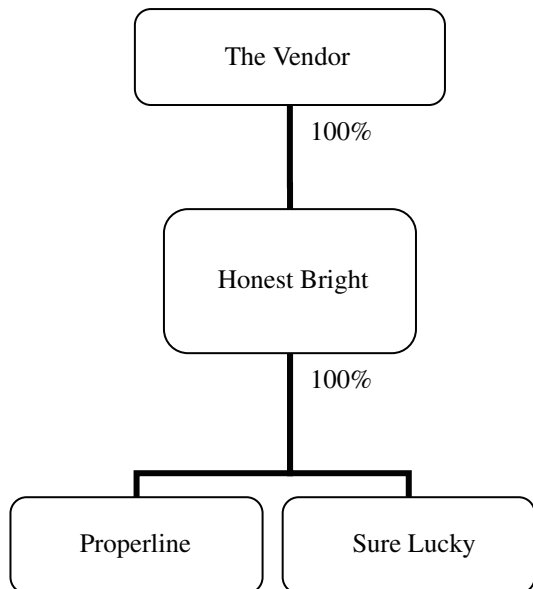 The Vendor
100%
Honest Bright
100%
Properline
Sure Lucky